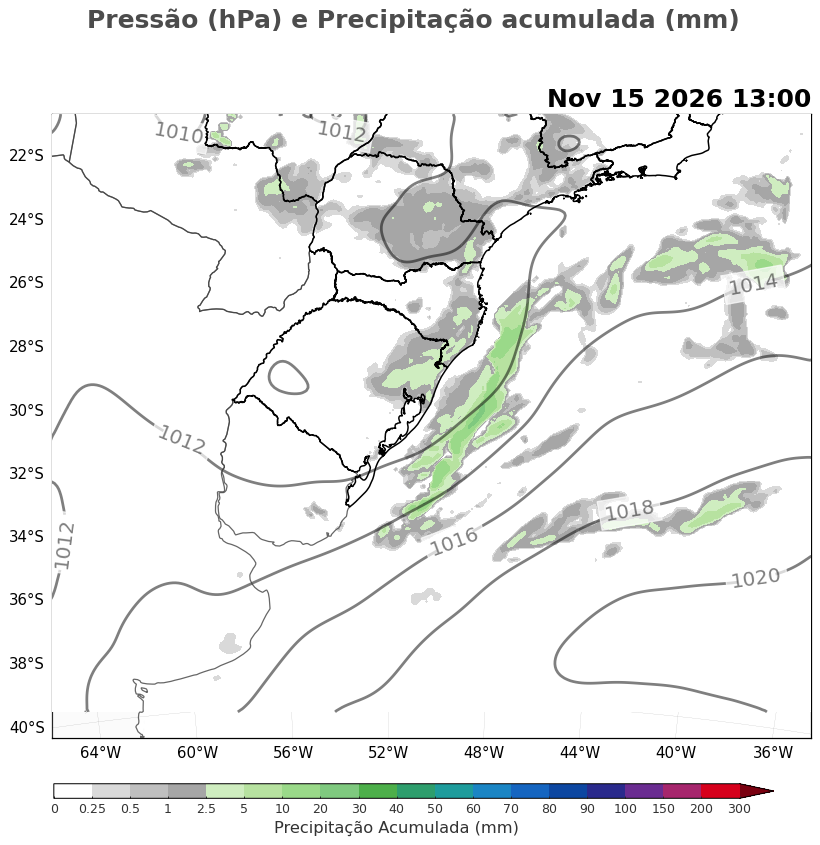 Pressão (hPa) e Precipitação acumulada (mm)
Nov 15 2026 13:00
1010
1012
22°S
24°S
26°S
1014
28°S
30°S
1012
32°S
1018
34°S
1012
1016
1020
36°S
38°S
40°S
64°W 60°W 56°W 52°W 48°W 44°W 40°W 36°W
0 0.25 0.5 1 2.5 5 10 20 30 40 50 60 70 80 90 100 150 200 300
Precipitação Acumulada (mm)